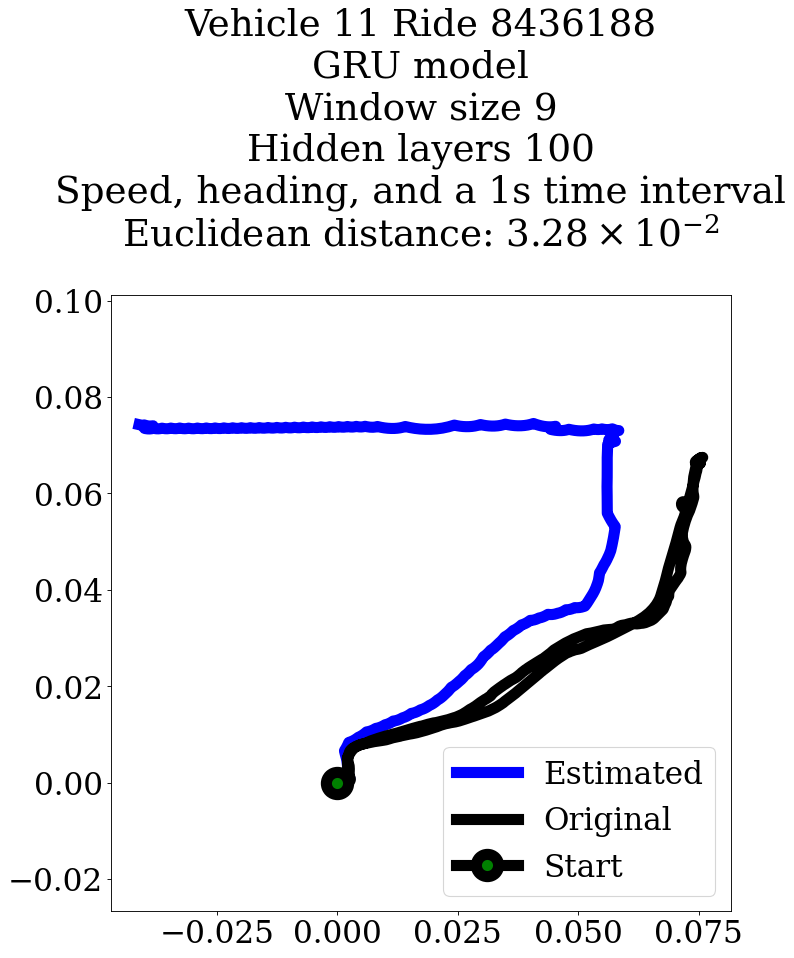 Vehicle 11 Ride 8436188
GRU model
Window size 9
Hidden layers 100
Speed, heading, and a 1s time interval
Euclidean distance: 3.28 × 10⁻²
0.10
0.08
0.06
0.04
0.02
0.00
−0.02
Estimated
Original
Start
−0.025 0.000 0.025 0.050 0.075